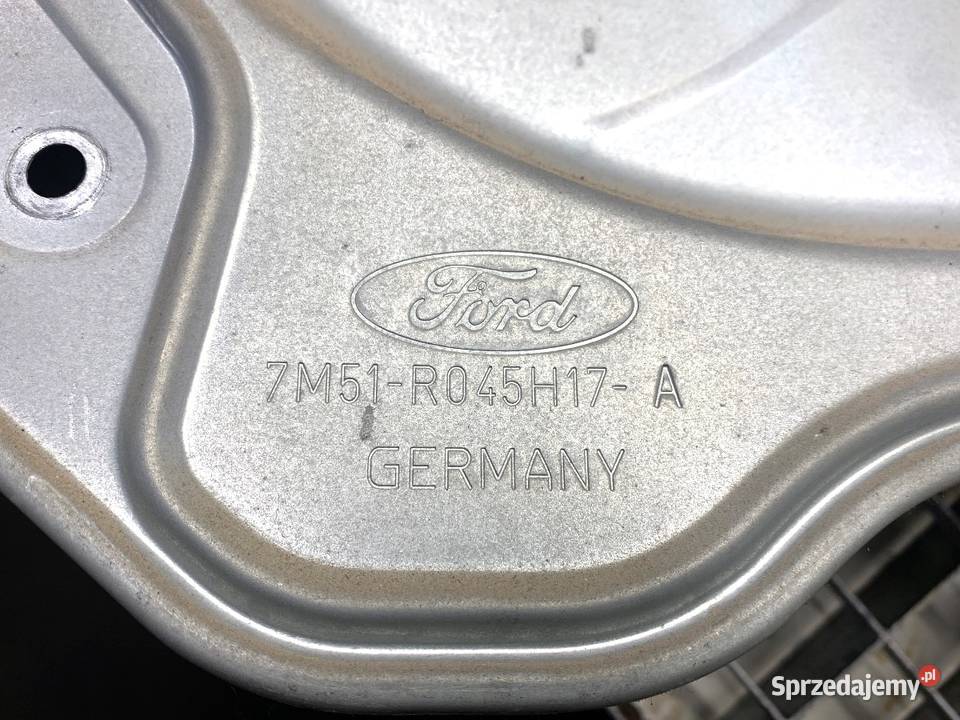 Ford
7M51-R045H17- A
GERMANY
Sprzedajemy.pl